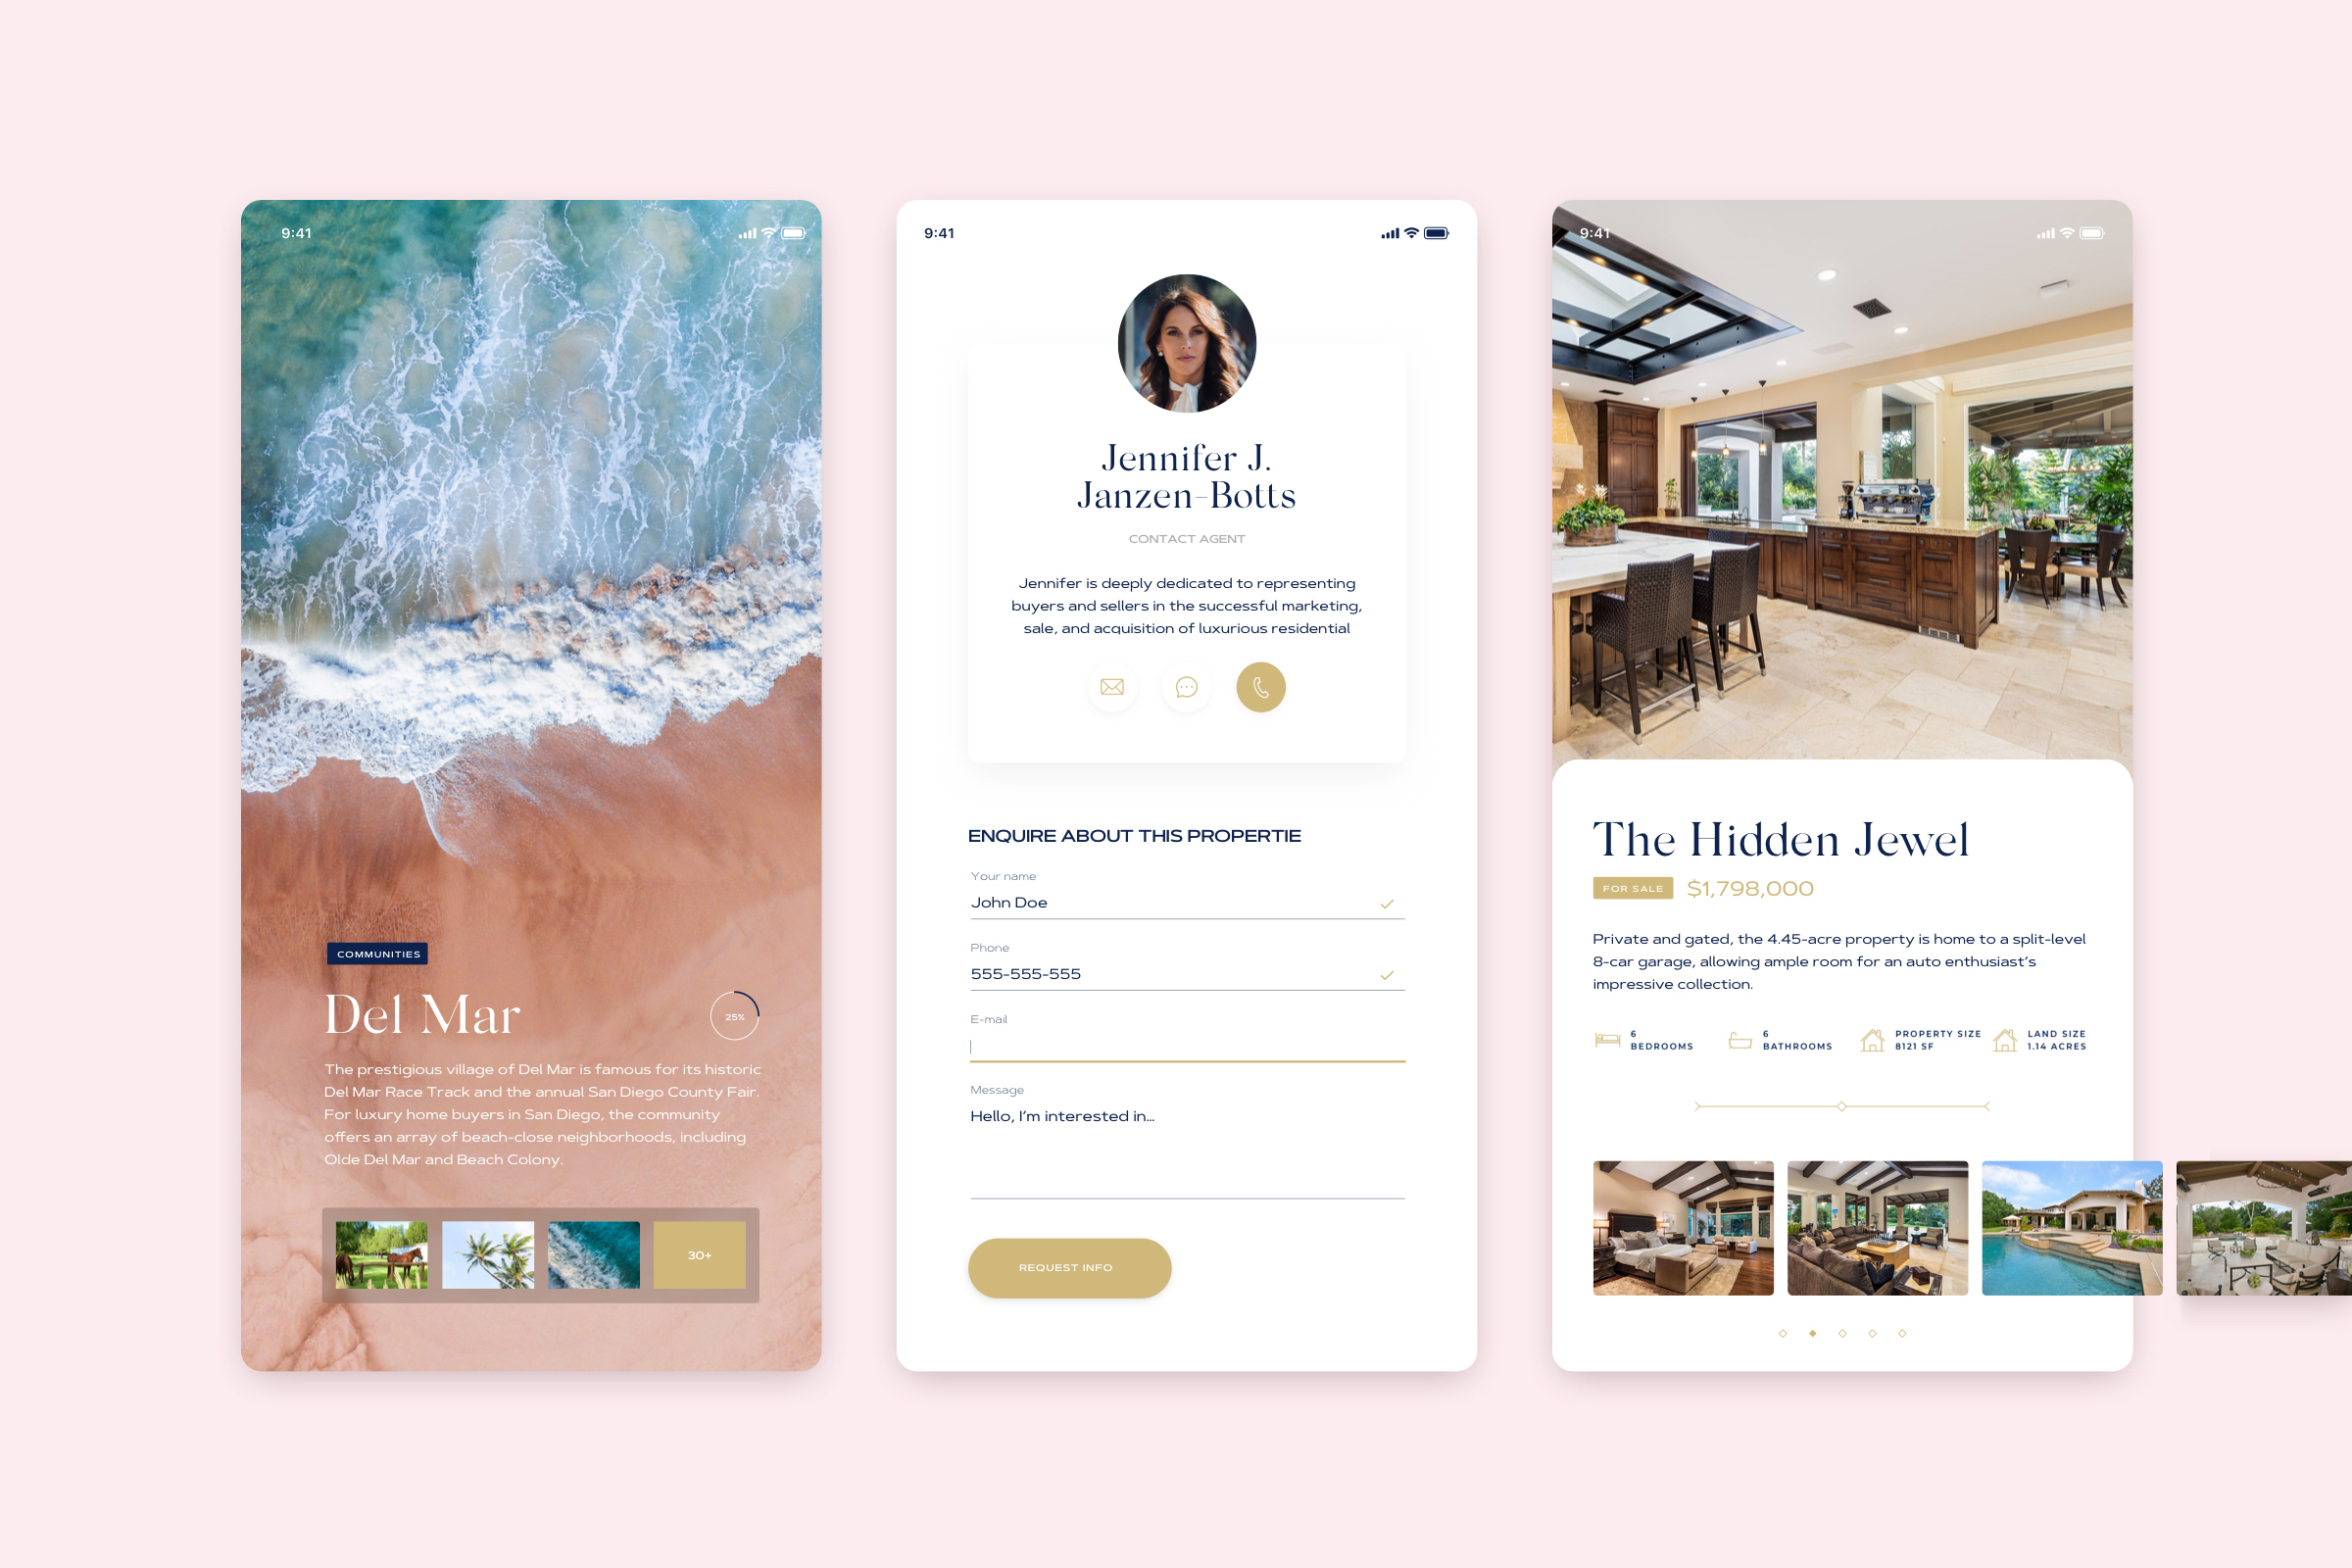 9:41
COMMUNITIES
Del Mar
25%
The prestigious village of Del Mar is famous for its historic
Del Mar Race Track and the annual San Diego County Fair.
For luxury home buyers in San Diego, the community
offers an array of beach-close neighborhoods, including
Olde Del Mar and Beach Colony.
30+
9:41
Jennifer J.
Janzen-Botts
CONTACT AGENT
Jennifer is deeply dedicated to representing
buyers and sellers in the successful marketing,
sale, and acquisition of luxurious residential
ENQUIRE ABOUT THIS PROPERTIE
Your name
John Doe
Phone
555-555-555
E-mail
Message
Hello, I'm interested in...
REQUEST INFO
9:41
The Hidden Jewel
FOR SALE $1,798,000
Private and gated, the 4.45-acre property is home to a split-level
8-car garage, allowing ample room for an auto enthusiast's
impressive collection.
6
BEDROOMS
6
BATHROOMS
PROPERTY SIZE
8121 SF
LAND SIZE
1.14 ACRES